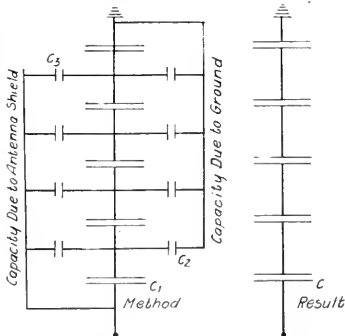 C3
Capacity Due to Antenna Shield
Capacity Due to Ground
C2
C1
Method
C
Result